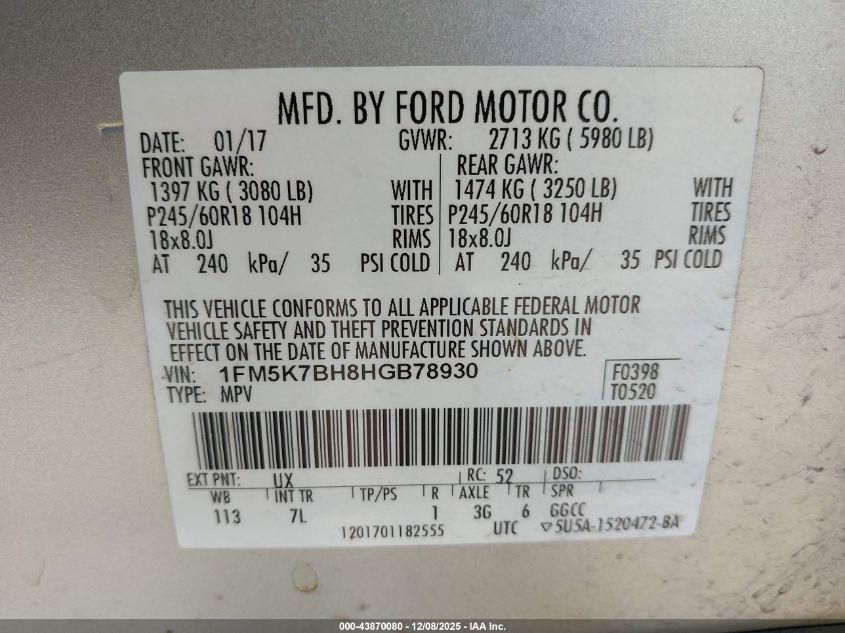 MFD. BY FORD MOTOR CO.
DATE: 01/17 GVWR: 2713 KG ( 5980 LB)
FRONT GAWR: REAR GAWR:
1397 KG ( 3080 LB) WITH 1474 KG ( 3250 LB) WITH
P245/60R18 104H TIRES P245/60R18 104H TIRES
18x8.0J RIMS 18x8.0J RIMS
AT 240 kPa/ 35 PSI COLD AT 240 kPa/ 35 PSI COLD
THIS VEHICLE CONFORMS TO ALL APPLICABLE FEDERAL MOTOR
VEHICLE SAFETY AND THEFT PREVENTION STANDARDS IN
EFFECT ON THE DATE OF MANUFACTURE SHOWN ABOVE.
VIN: 1FM5K7BH8HGB78930 F0398
TYPE: MPV T0520
EXT PNT: UX RC: 52 DSO:
WB INT TR TP/PS R AXLE TR SPR
113 7L 1 3G 6 GGCC
1201701182555 UTC ▽5U5A-1520472-BA
000-43870080 - 12/08/2025 - IAA Inc.